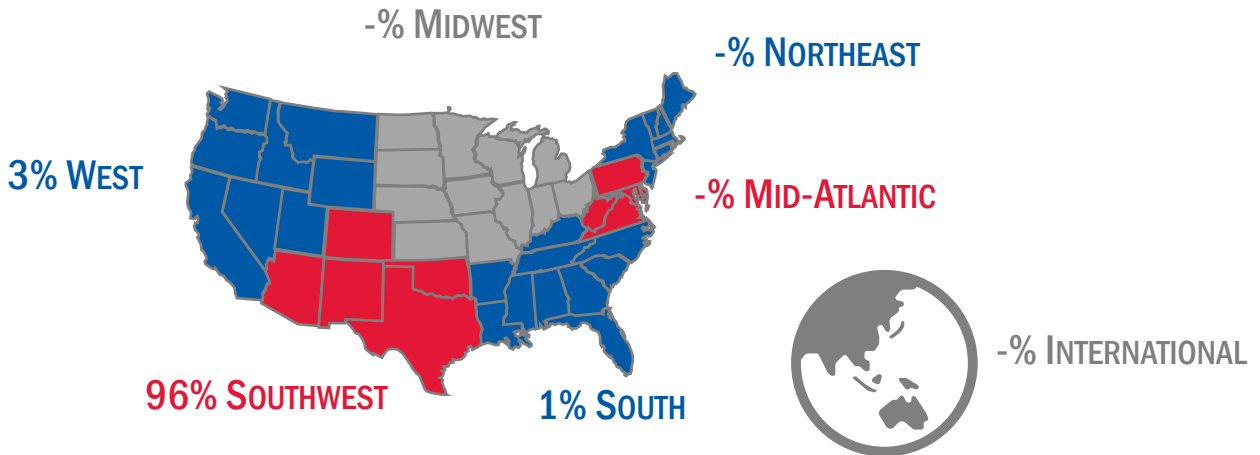 -% MIDWEST
-% NORTHEAST
3% WEST
-% MID-ATLANTIC
-% INTERNATIONAL
96% SOUTHWEST
1% SOUTH